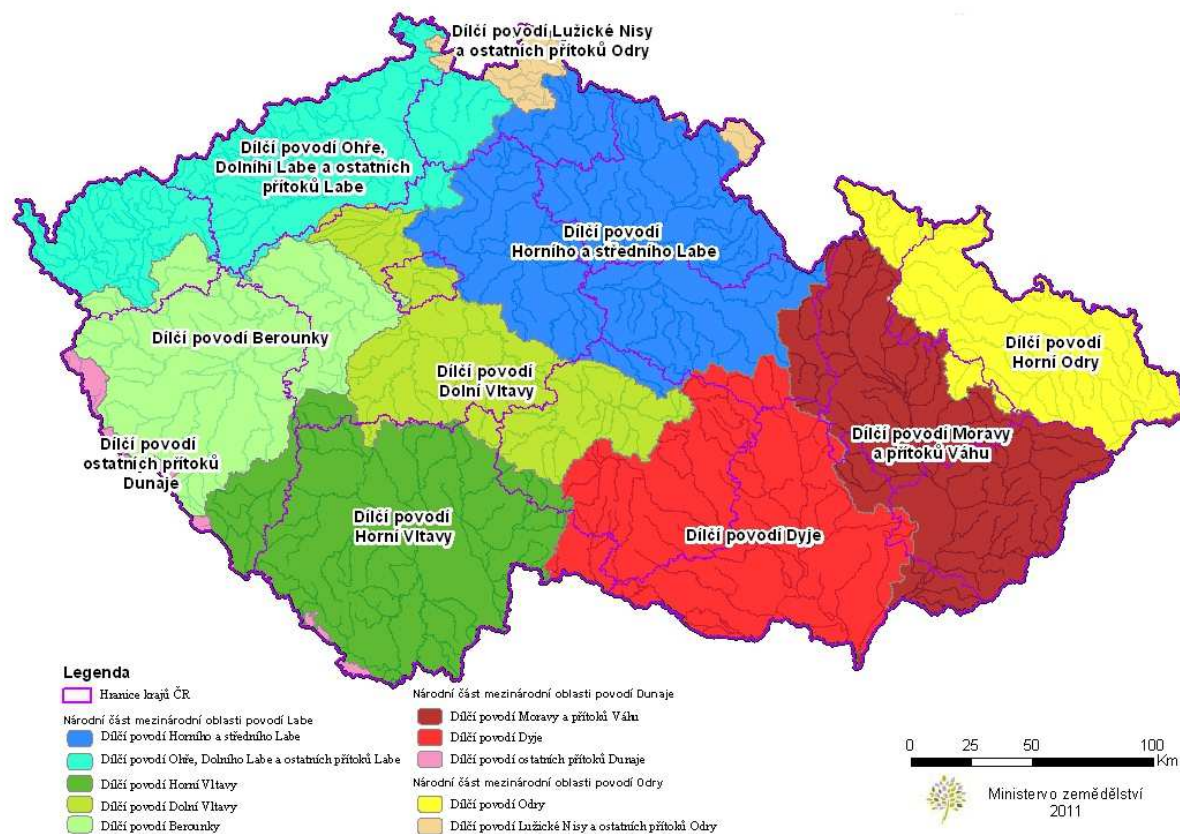 Dílčí povodí Lužické Nisy
a ostatních přítoků Odry
Dílčí povodí Ohře,
Dolníhi Labe a ostatních
přítoků Labe
Dílčí povodí
Horního a středního Labe
Dílčí povodí Berounky
Dílčí povodí
Dolní Vltavy
Dílčí povodí
Horní Odry
Dílčí povodí
ostatních přítoků
Dunaje
Dílčí povodí Moravy
a přítoků Váhu
Dílčí povodí
Horní Vltavy
Dílčí povodí Dyje
Legenda
Hranice krajů ČR
Národní část mezinárodní oblasti povodí Labe
Dílčí povodí Horního a středního Labe
Dílčí povodí Ohře, Dolního Labe a ostatních přítoků Labe
Dílčí povodí Horní Vltavy
Dílčí povodí Dolní Vltavy
Dílčí povodí Berounky
Národní část mezinárodní oblasti povodí Dunaje
Dílčí povodí Moravy a přítoků Váhu
Dílčí povodí Dyje
Dílčí povodí ostatních přítoků Dunaje
Národní část mezinárodní oblasti povodí Odry
Dílčí povodí Odry
Dílčí povodí Lužické Nisy a ostatních přítoků Odry
0 25 50 100
Km
Ministervo zemědělství
2011